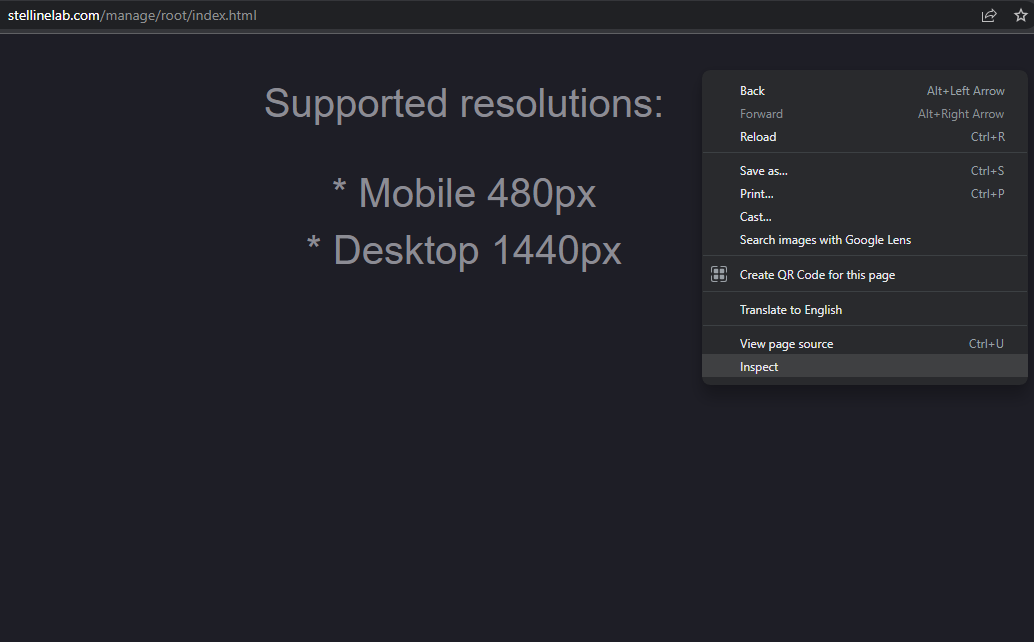 stellinelab.com/manage/root/index.html
Supported resolutions:
* Mobile 480px
* Desktop 1440px
Back Alt+Left Arrow
Forward Alt+Right Arrow
Reload Ctrl+R
Save as... Ctrl+S
Print... Ctrl+P
Cast...
Search images with Google Lens
Create QR Code for this page
Translate to English
View page source Ctrl+U
Inspect